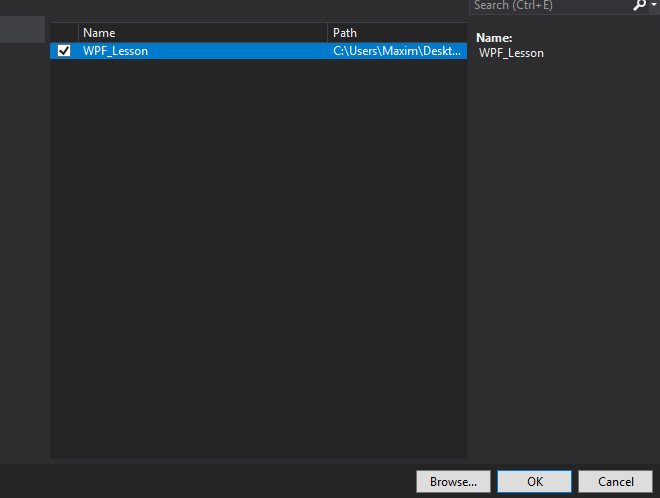 Search (Ctrl+E)
Name Path
WPF_Lesson C:\Users\Maxim\Deskt...
Name:
WPF_Lesson
Browse... OK Cancel